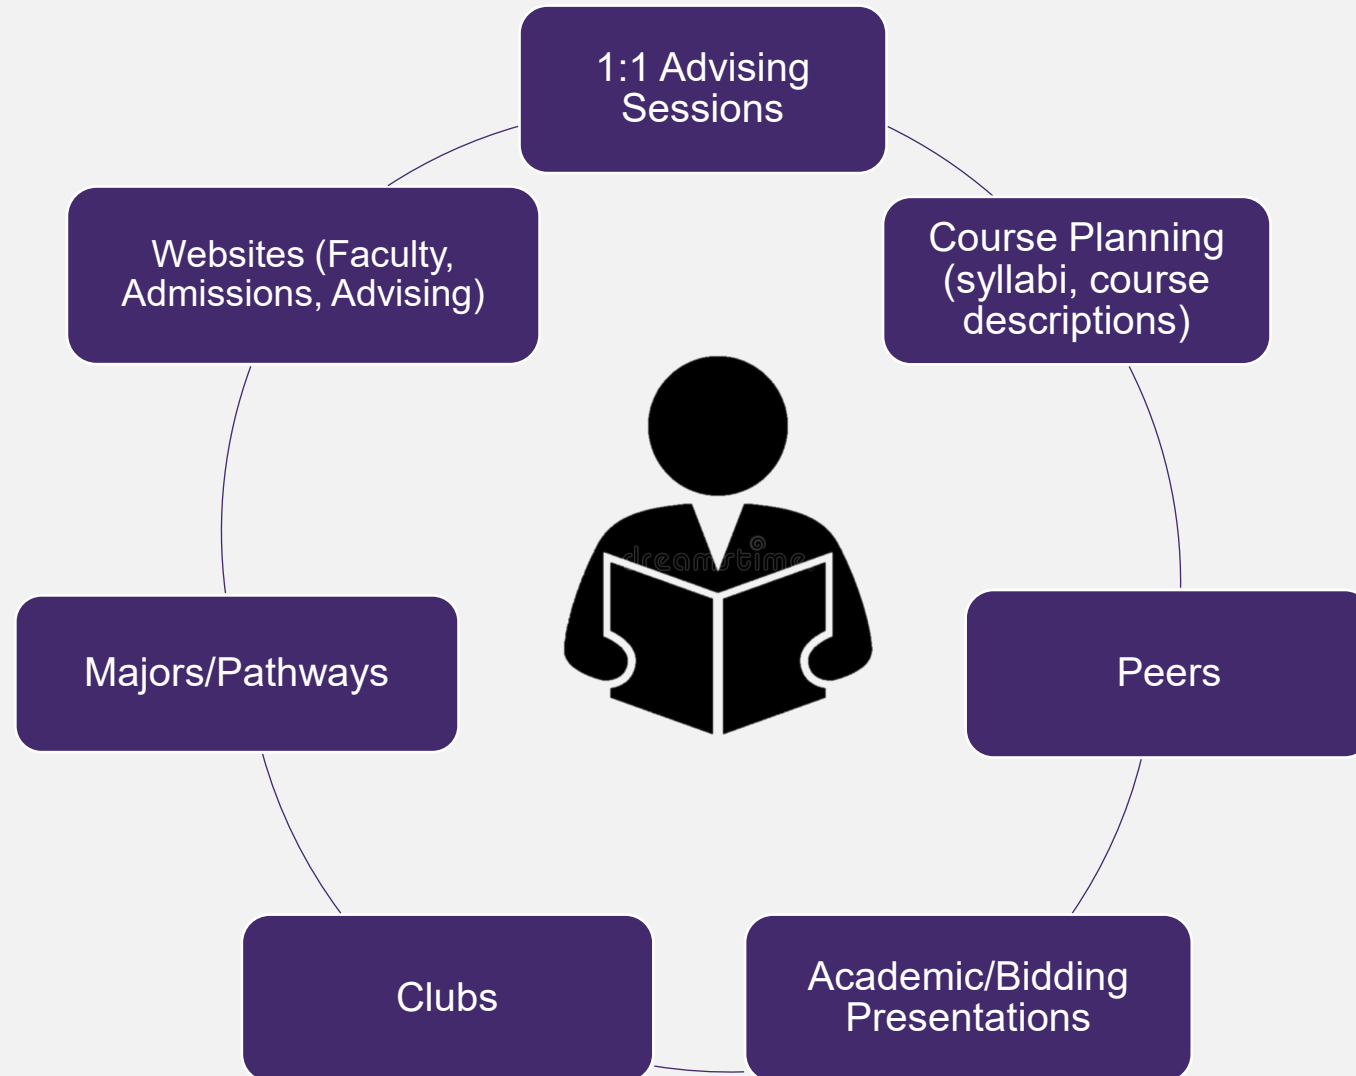 1:1 Advising
Sessions
Course Planning
(syllabi, course
descriptions)
Peers
Academic/Bidding
Presentations
Clubs
Majors/Pathways
Websites (Faculty,
Admissions, Advising)
dreamstime